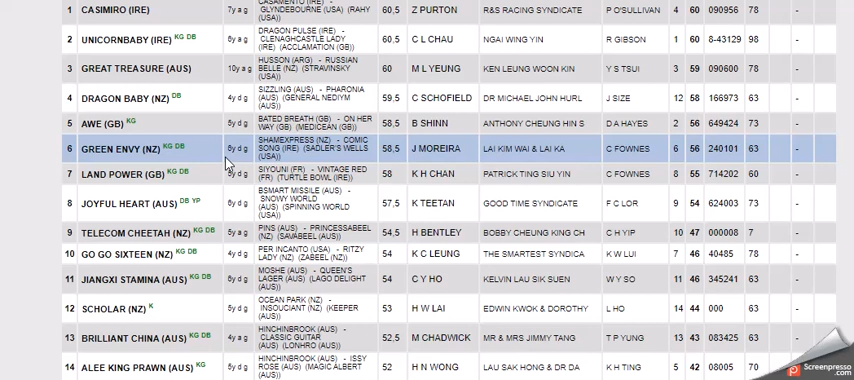 CASAMENTO (IRE) -
1 CASIMIRO (IRE) 7y a g GLYNDEBOURNE (USA) (RAHY 60,5 Z PURTON R&S RACING SYNDICATE P O'SULLIVAN 4 60 090956 78
(USA))
DRAGON PULSE (IRE) -
2 UNICORNBABY (IRE) KG DB 8y a g CLENAGHCASTLE LADY 60,5 C L CHAU NGAI WING YIN R GIBSON 1 60 8-43129 98 -
(IRE) (ACCLAMATION (GB))
HUSSON (ARG) - RUSSIAN
3 GREAT TREASURE (AUS) 10y a g BELLE (NZ) (STRAVINSKY 60 M L YEUNG KEN LEUNG WOON KIN Y S TSUI 3 59 090600 78 -
(USA))
SIZZLING (AUS) - PHARONIA
4 DRAGON BABY (NZ) DB 4y d g (AUS) (GENERAL NEDIYM 59,5 C SCHOFIELD DR MICHAEL JOHN HURL J SIZE 12 58 166973 63 -
(AUS))
5 AWE (GB) KG 5y d g BATED BREATH (GB) - ON HER 58,5 B SHINN ANTHONY CHEUNG HIN S D A HAYES 2 56 649424 73 -
WAY (GB) (MEDICEAN (GB))
SHAMEXPRESS (NZ) - COMIC
6 GREEN ENVY (NZ) KG DB 8y d g SONG (IRE) (SADLER'S WELLS 58,5 J MOREIRA LAI KIM WAI & LAI KA C FOWNES 6 56 240101 63 -
(USA))
7 LAND POWER (GB) KG DB y d g SIYOUNI (FR) - VINTAGE RED 58 K H CHAN PATRICK TING SIU YIN C FOWNES 8 55 714202 60 -
(FR) (TURTLE BOWL (IRE))
BSMART MISSILE (AUS) -
8 JOYFUL HEART (AUS) DB YP y d g SNOWY WORLD 57,5 K TEETAN GOOD TIME SYNDICATE F C LOR 9 54 624003 73 -
(AUS) (SPINNING WORLD
(USA))
9 TELECOM CHEETAH (NZ) KG DB 5y a g PINS (AUS) - PRINCESSABEEL 54,5 H BENTLEY BOBBY CHEUNG KING CH C H YIP 10 47 000008 7 -
(NZ) (SAVABEEL (AUS))
10 GO GO SIXTEEN (NZ) DB 4y d g PER INCANTO (USA) - RITZY 54 K C LEUNG THE SMARTEST SYNDICA K W LUI 7 46 40485 78 -
LADY (NZ) (ZABEEL (NZ))
MOSHE (AUS) - QUEEN'S
11 JIANGXI STAMINA (AUS) DB 8y d g LAGER (AUS) (LAGO DELIGHT 54 C Y HO KELVIN LAU SIK SUEN W Y SO 11 46 345241 63 -
(AUS))
OCEAN PARK (NZ) -
12 SCHOLAR (NZ) K 5y d g INSOUCIANT (NZ) (KEEPER 53 H W LAI EDWIN KWOK & DOROTHY L HO 14 44 000 63 -
(AUS))
HINCHINBROOK (AUS) -
13 BRILLIANT CHINA (AUS) KG DB 4y a g CLASSIC GUITAR 52,5 M CHADWICK MR & MRS JIMMY TANG T P YUNG 13 43 083425 63
(AUS) (LONHRO (AUS))
HINCHINBROOK (AUS) - ISSY
14 ALEE KING PRAWN (AUS) KG 8y d g ROSE (AUS) (MAGIC ALBERT 52 H N WONG LAU SAK HONG & DR AL K H TING 5 42 08005 70
(AUS))
Screenpresso.com